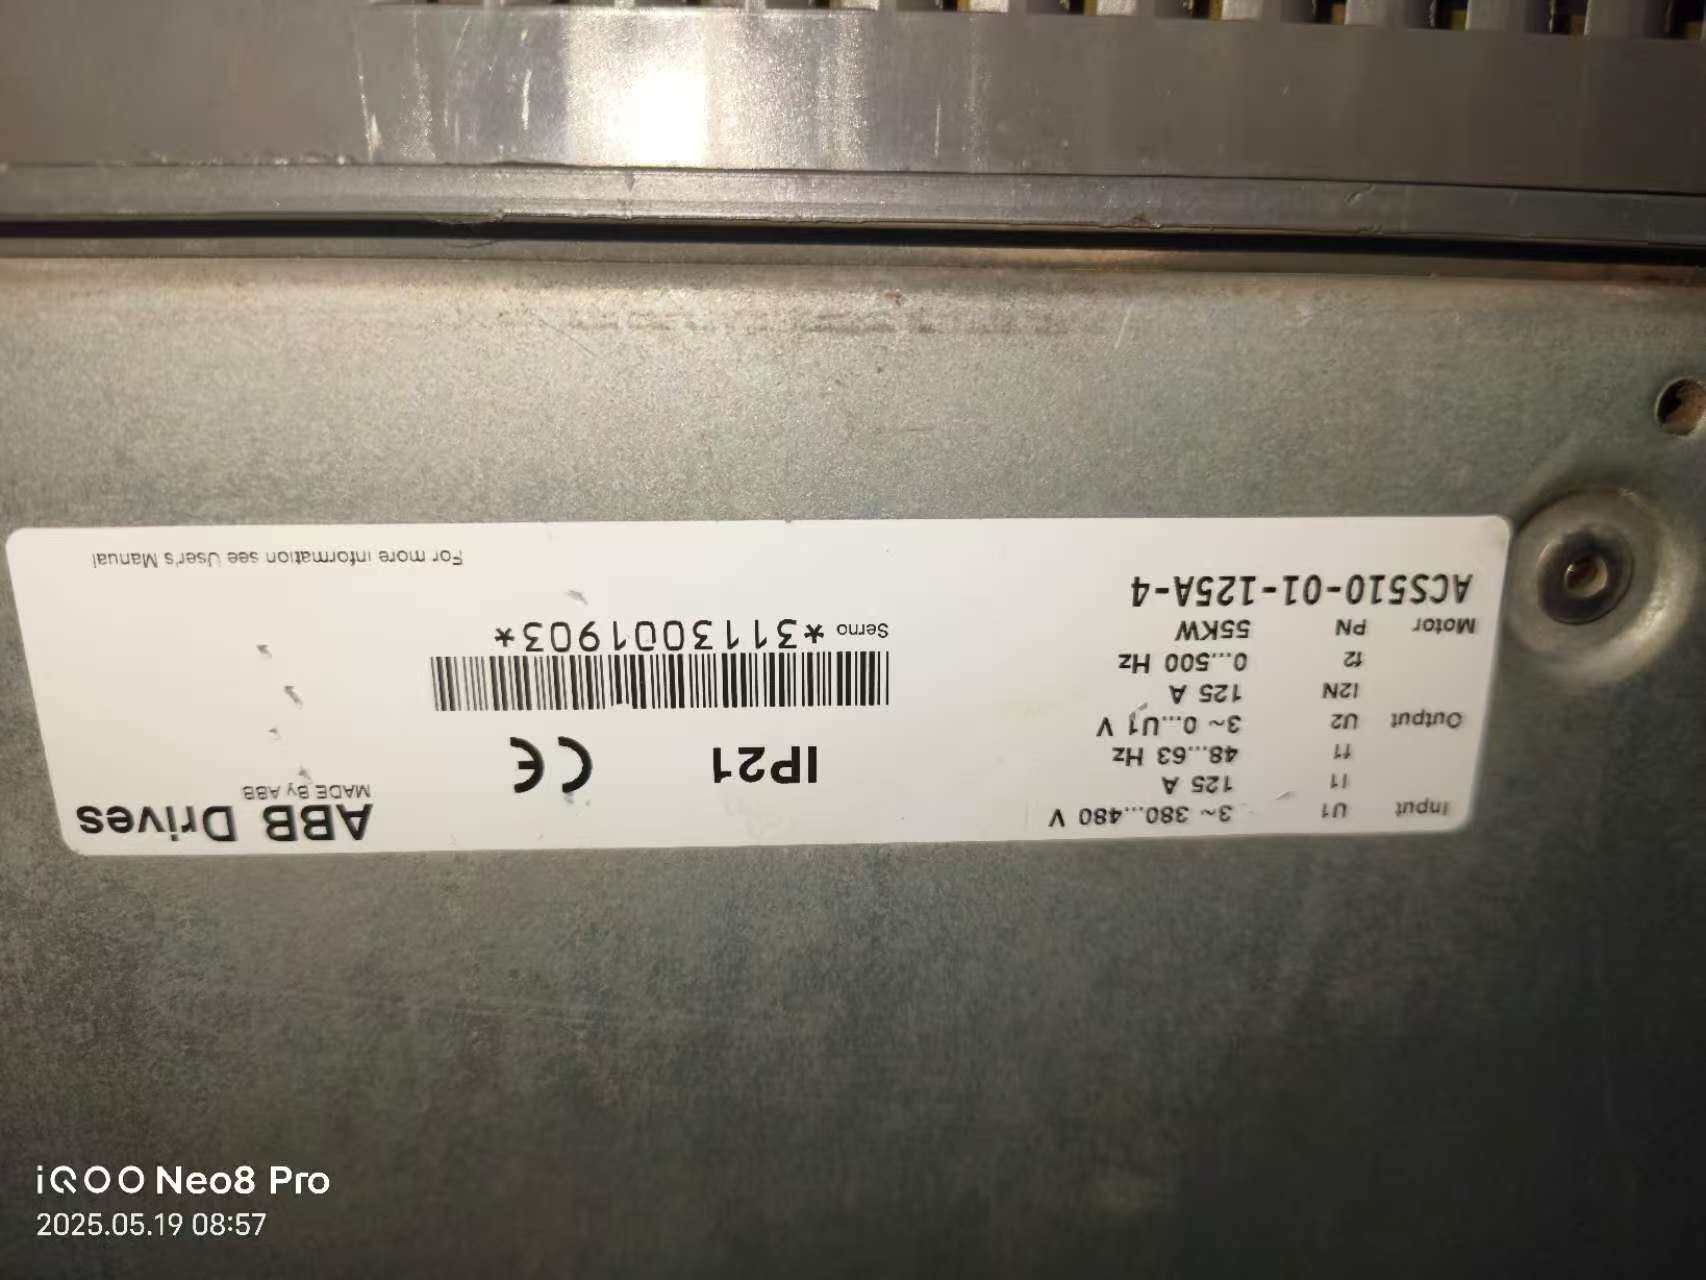 ABB Drives
MADE By ABB
IP21
CE
Input U1 3~ 380...480 V
I1 125 A
f1 48...63 Hz
Output U2 3~ 0...U1 V
I2N 125 A
f2 0...500 Hz
Motor PN 55KW
ACS510-01-125A-4
Serno *3113001903*
For more information see User's Manual
iQOO Neo8 Pro
2025.05.19 08:57